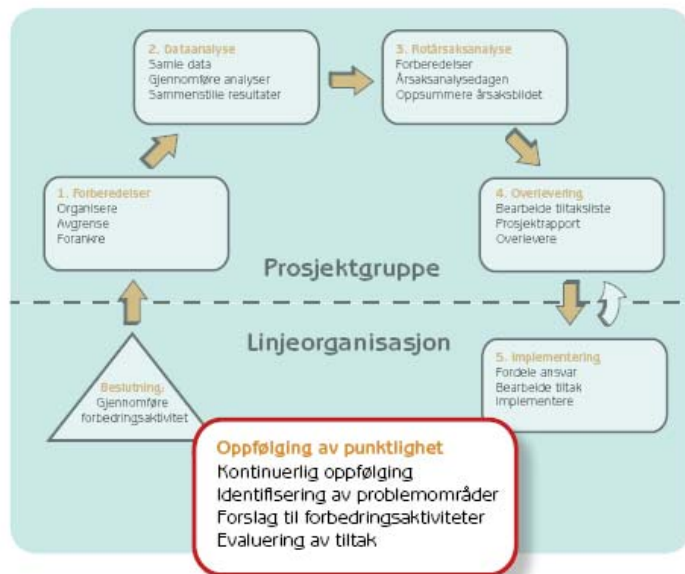 2. Dataanalyse
Samle data
Gjennomføre analyser
Sammenstille resultater
3. Rotårsaksanalyse
Forberedelser
Årsaksanalysedagen
Oppsummere årsaksbildet
1. Forberedelser
Organisere
Avgrense
Forankre
4. Overlevering
Bearbeide tiltaksliste
Prosjektrapport
Overlevere
Prosjektgruppe
Linjeorganisasjon
Beslutning:
Gjennomføre
forbedringsaktivitet
5. Implementering
Fordele ansvar
Bearbeide tiltak
Implementere
Oppfølging av punktlighet
Kontinuerlig oppfølging
Identifisering av problemområder
Forslag til forbedringsaktiviteter
Evaluering av tiltak